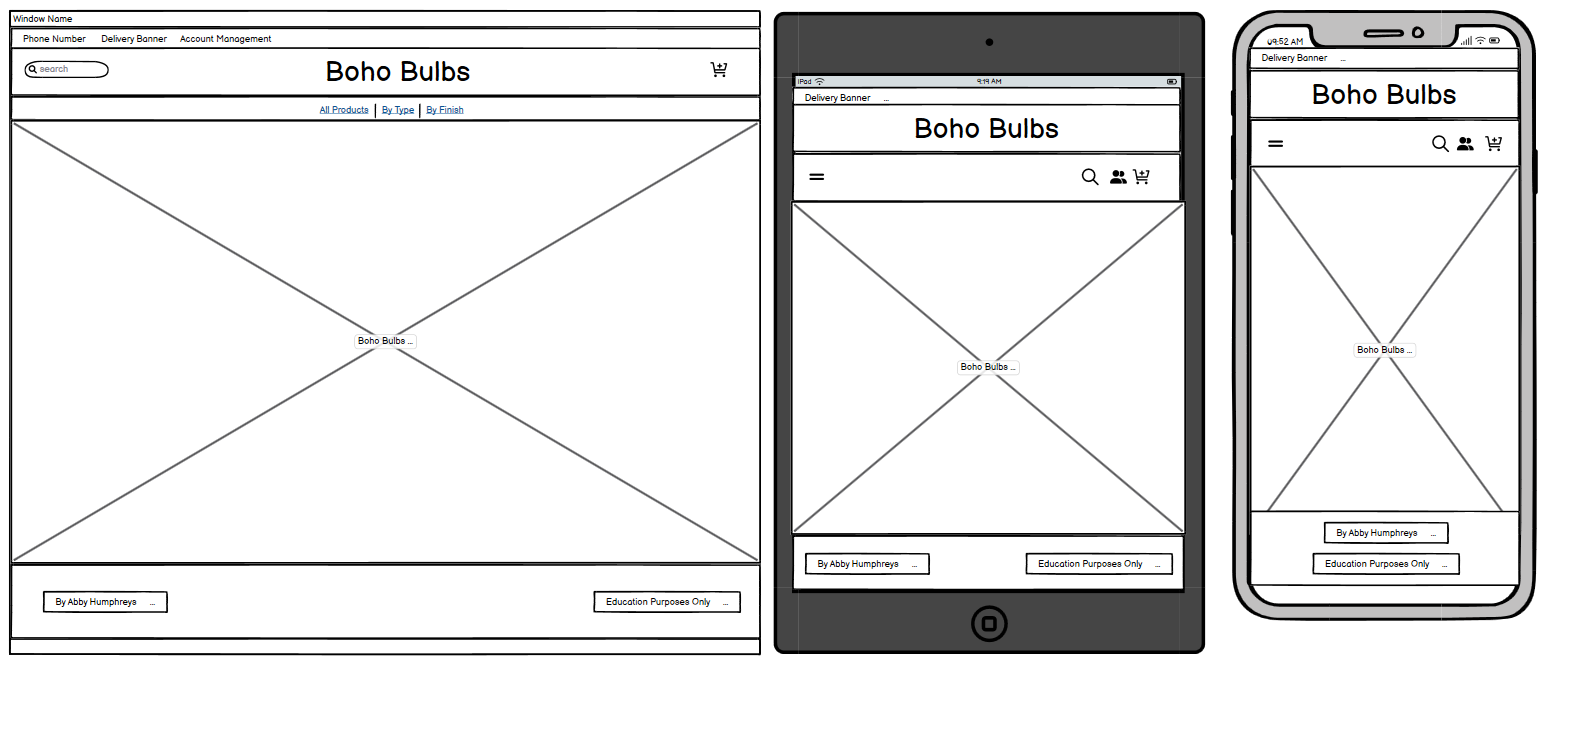 Window Name
Phone Number Delivery Banner Account Management
search
Boho Bulbs
All Products By Type By Finish
Boho Bulbs ...
By Abby Humphreys ...
Education Purposes Only ...
iPad 9:19 AM
Delivery Banner ...
Boho Bulbs
Boho Bulbs ...
By Abby Humphreys ...
Education Purposes Only ...
09:52 AM
Delivery Banner ...
Boho Bulbs
Boho Bulbs ...
By Abby Humphreys ...
Education Purposes Only ...